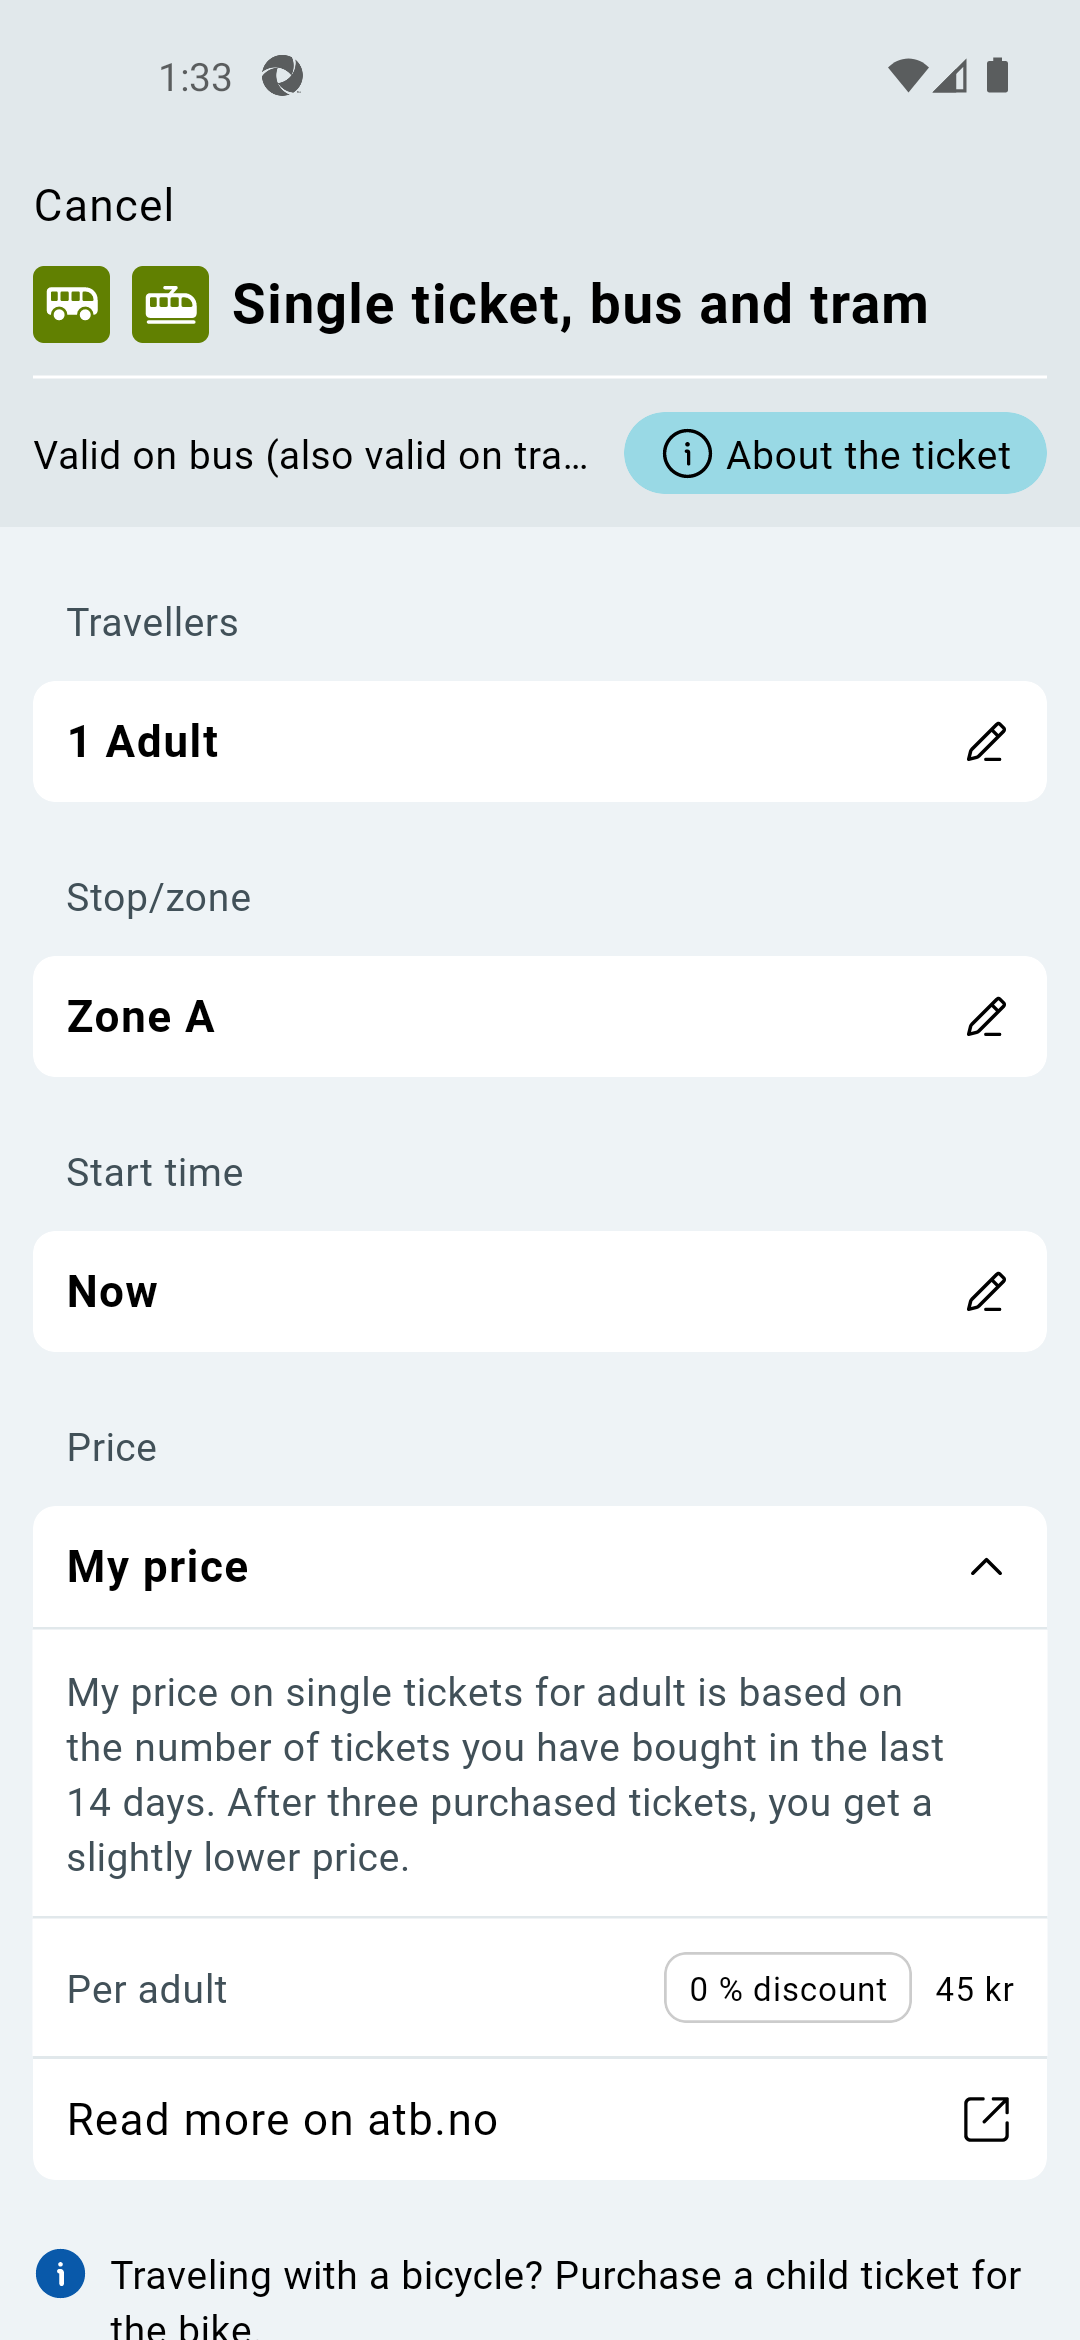 1:33
Cancel
Single ticket, bus and tram
Valid on bus (also valid on tra...
About the ticket
Travellers
1 Adult
Stop/zone
Zone A
Start time
Now
Price
My price
My price on single tickets for adult is based on
the number of tickets you have bought in the last
14 days. After three purchased tickets, you get a
slightly lower price.
Per adult
0 % discount
45 kr
Read more on atb.no
Traveling with a bicycle? Purchase a child ticket for
the bike.